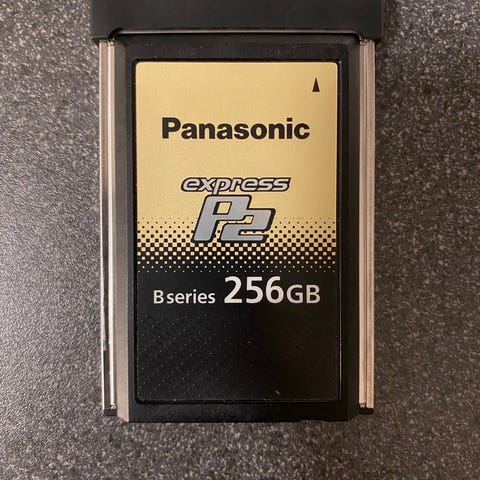 Panasonic
express
P2
B series 256GB